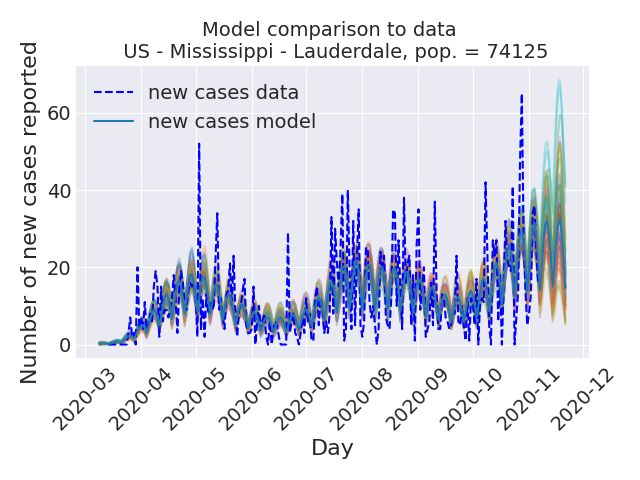 Model comparison to data
US - Mississippi - Lauderdale, pop. = 74125
Number of new cases reported
60
40
20
0
new cases data
new cases model
2020-03
2020-04
2020-05
2020-06
2020-07
2020-08
2020-09
2020-10
2020-11
2020-12
Day